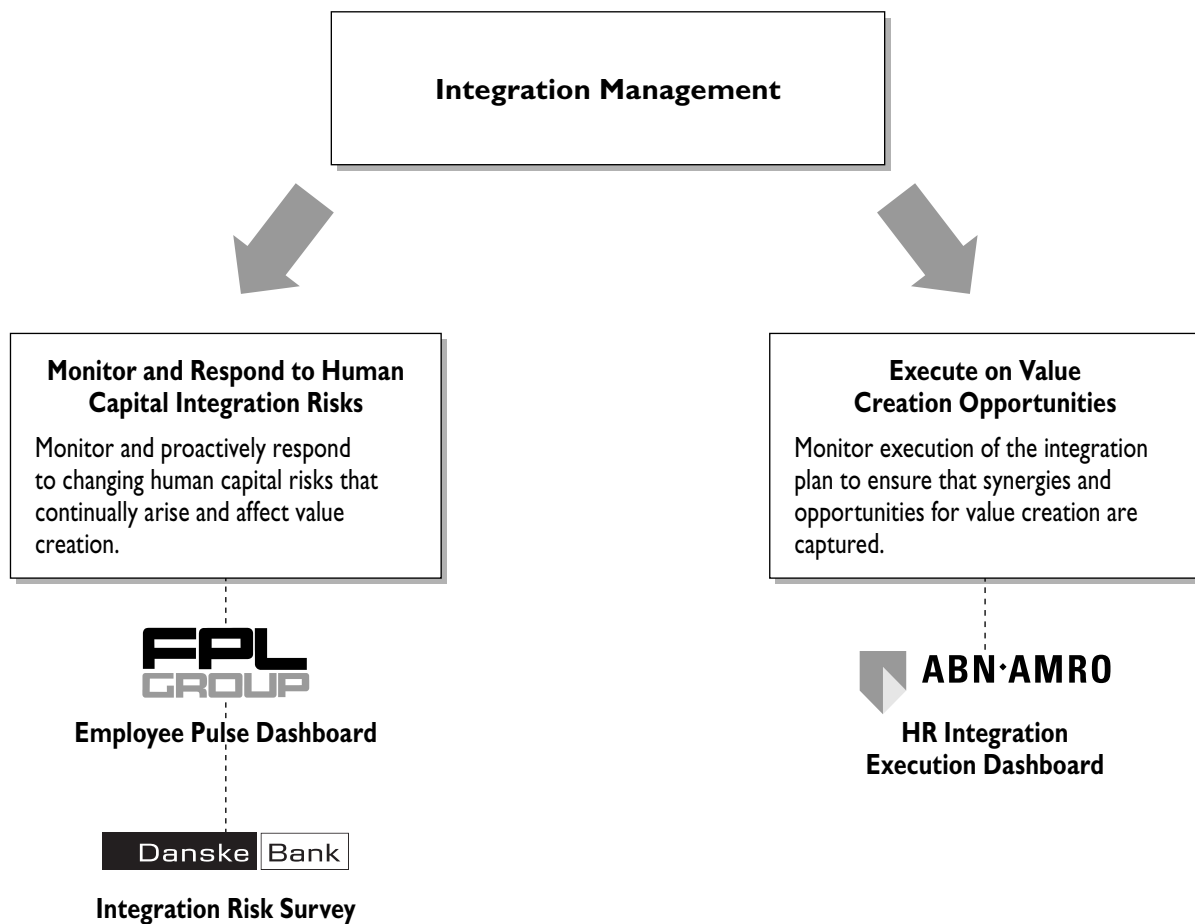 Integration Management
Monitor and Respond to Human
Capital Integration Risks
Monitor and proactively respond
to changing human capital risks that
continually arise and affect value
creation.
FPL
GROUP
Employee Pulse Dashboard
Danske Bank
Integration Risk Survey
Execute on Value
Creation Opportunities
Monitor execution of the integration
plan to ensure that synergies and
opportunities for value creation are
captured.
ABN·AMRO
HR Integration
Execution Dashboard